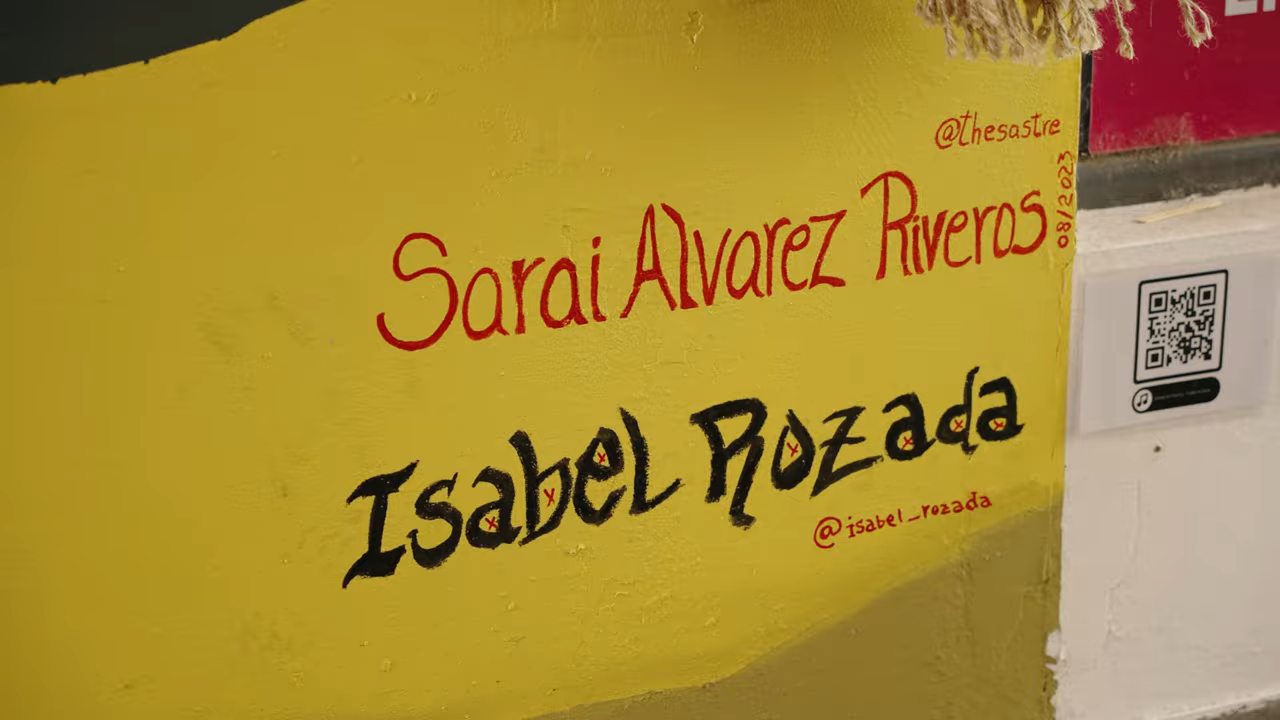 @thesastre
Sarai Alvarez Riveros
08/2023
Isabel Rozada
@isabel_rozada